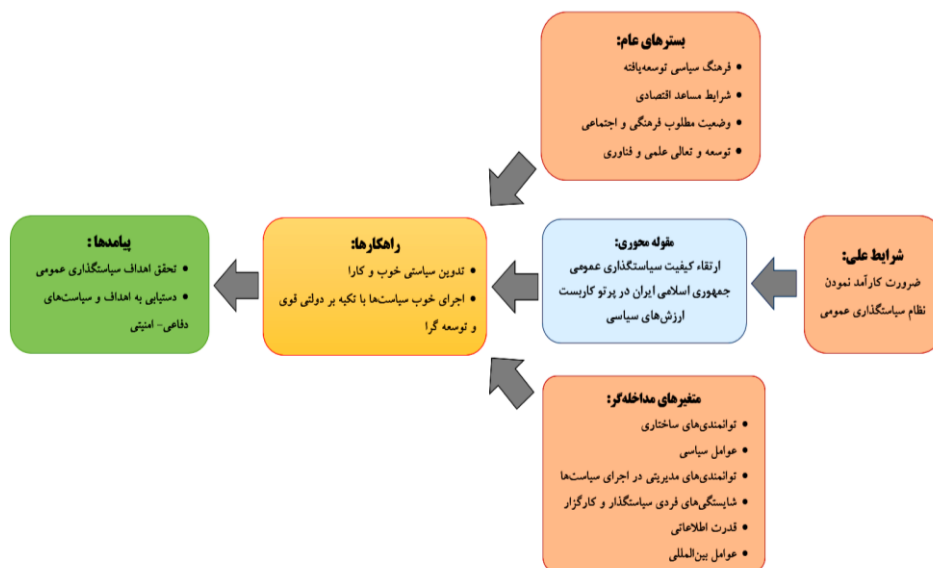 بسترهای عام:
• فرهنگ سیاسی توسعه‌یافته
• شرایط مساعد اقتصادی
• وضعیت مطلوب فرهنگی و اجتماعی
• توسعه و تعالی علمی و فناوری
شرایط علی:
ضرورت کارآمد نمودن
نظام سیاستگذاری عمومی
مقوله محوری:
ارتقاء کیفیت سیاستگذاری عمومی
جمهوری اسلامی ایران در پرتو کاربست
ارزش‌های سیاسی
راهکارها:
• تدوین سیاستی خوب و کارا
• اجرای خوب سیاست‌ها با تکیه بر دولتی قوی
و توسعه گرا
پیامدها :
• تحقق اهداف سیاستگذاری عمومی
• دستیابی به اهداف و سیاست‌های
دفاعی- امنیتی
متغیرهای مداخله‌گر:
• توانمندی‌های ساختاری
• عوامل سیاسی
• توانمندی‌های مدیریتی در اجرای سیاست‌ها
• شایستگی‌های فردی سیاستگذار و کارگزار
• قدرت اطلاعاتی
• عوامل بین‌المللی